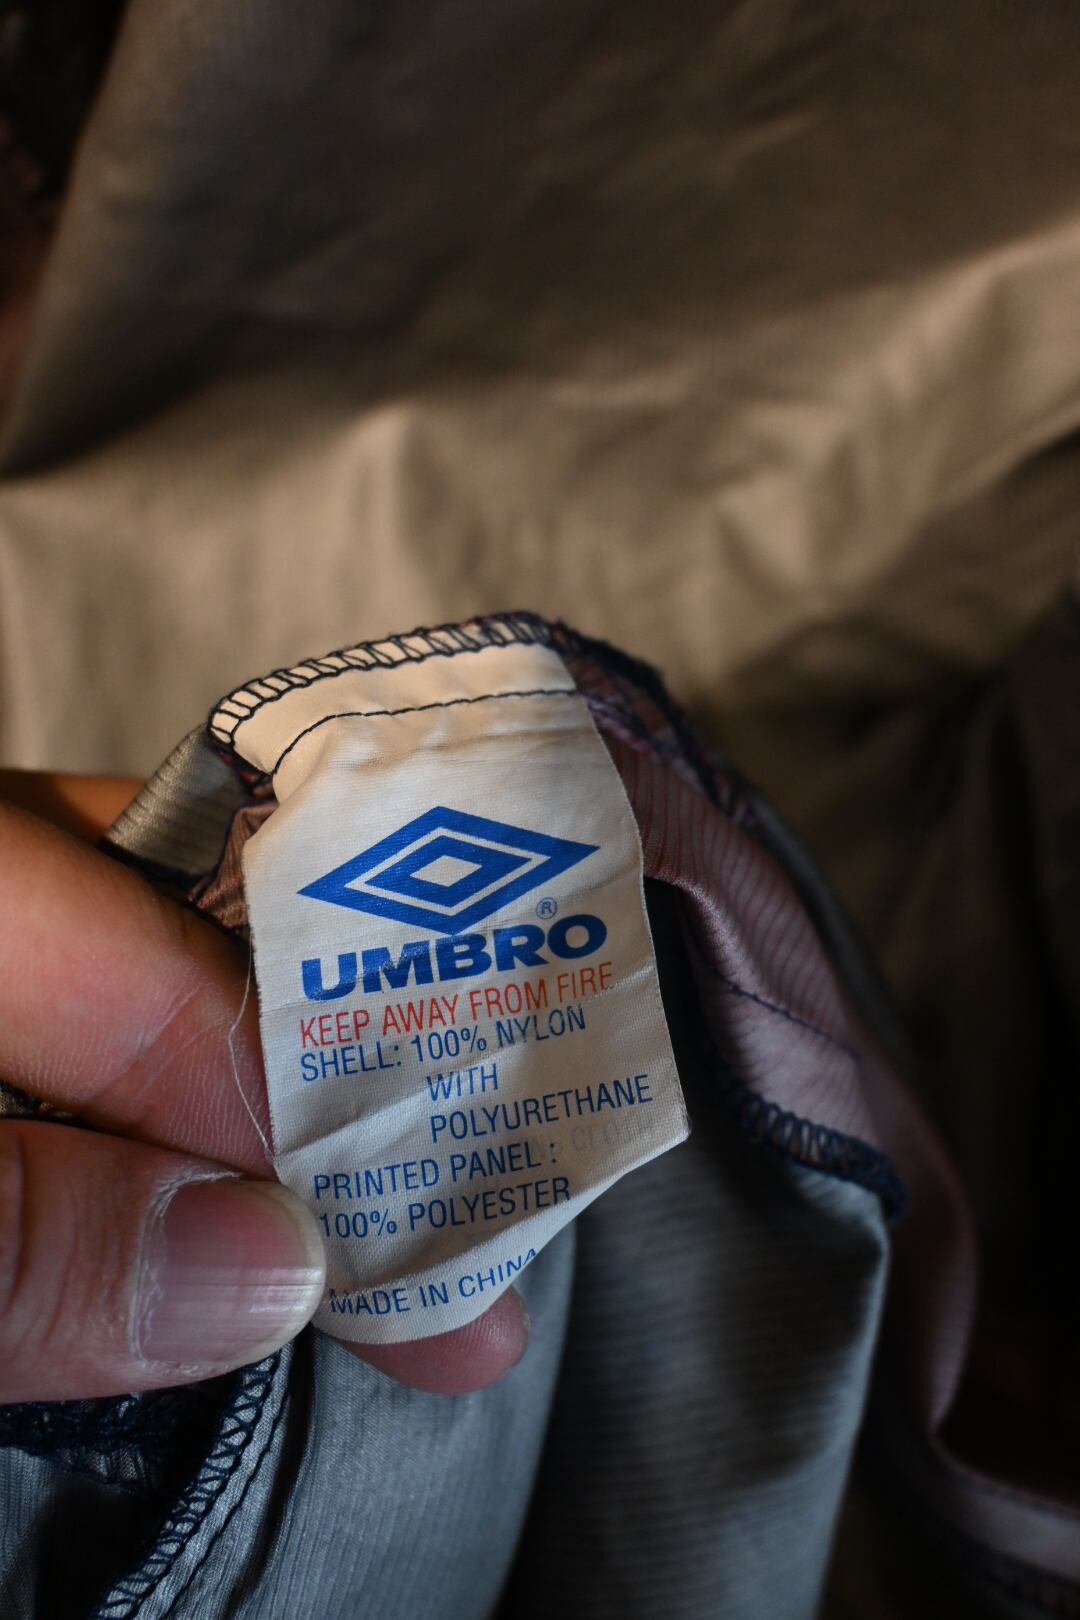 ®
UMBRO
KEEP AWAY FROM FIRE
SHELL: 100% NYLON
WITH
POLYURETHANE
PRINTED PANEL :
100% POLYESTER
MADE IN CHINA